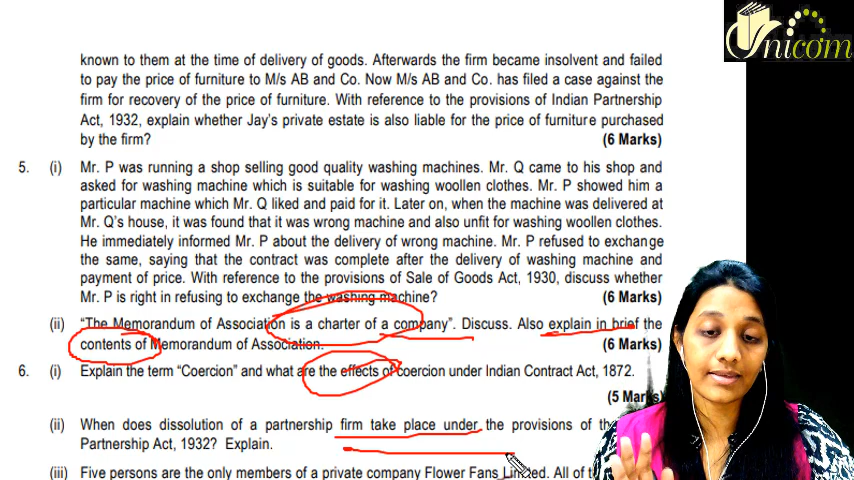 Unicom
known to them at the time of delivery of goods. Afterwards the firm became insolvent and failed
to pay the price of furniture to M/s AB and Co. Now M/s AB and Co. has filed a case against the
firm for recovery of the price of furniture. With reference to the provisions of Indian Partnership
Act, 1932, explain whether Jay's private estate is also liable for the price of furniture purchased
by the firm? (6 Marks)
5. (i) Mr. P was running a shop selling good quality washing machines. Mr. Q came to his shop and
asked for washing machine which is suitable for washing woollen clothes. Mr. P showed him a
particular machine which Mr. Q liked and paid for it. Later on, when the machine was delivered at
Mr. Q's house, it was found that it was wrong machine and also unfit for washing woollen clothes.
He immediately informed Mr. P about the delivery of wrong machine. Mr. P refused to exchange
the same, saying that the contract was complete after the delivery of washing machine and
payment of price. With reference to the provisions of Sale of Goods Act, 1930, discuss whether
Mr. P is right in refusing to exchange the washing machine? (6 Marks)
(ii) "The Memorandum of Association is a charter of a company". Discuss. Also explain in brief the
contents of Memorandum of Association. (6 Marks)
6. (i) Explain the term "Coercion" and what are the effects of coercion under Indian Contract Act, 1872.
(5 Marks)
(ii) When does dissolution of a partnership firm take place under the provisions of
Partnership Act, 1932? Explain.
(iii) Five persons are the only members of a private company Flower Fans Limited. All of